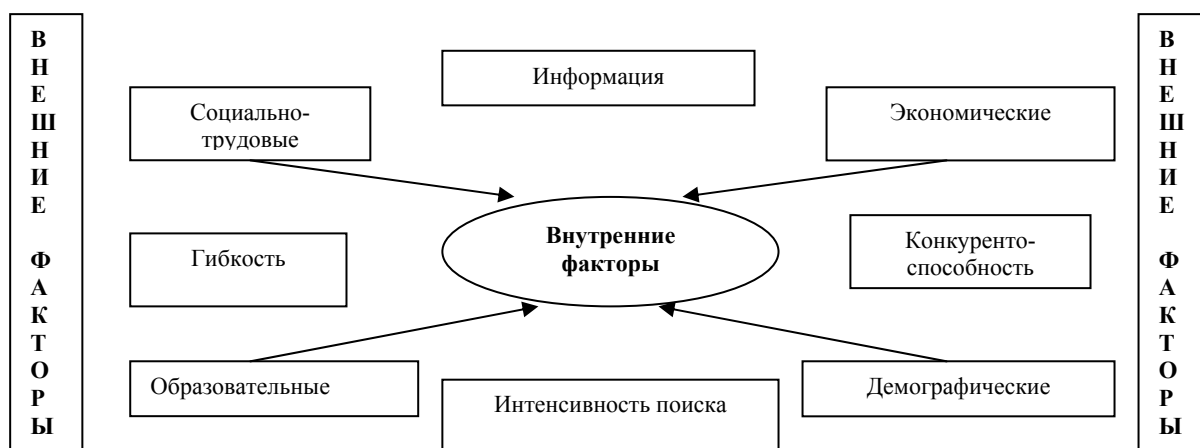 ВНЕШНИЕ ФАКТОРЫ
Информация
Социально-
трудовые
Экономические
Внутренние
факторы
Гибкость
Конкуренто-
способность
Образовательные
Интенсивность поиска
Демографические
ВНЕШНИЕ ФАКТОРЫ